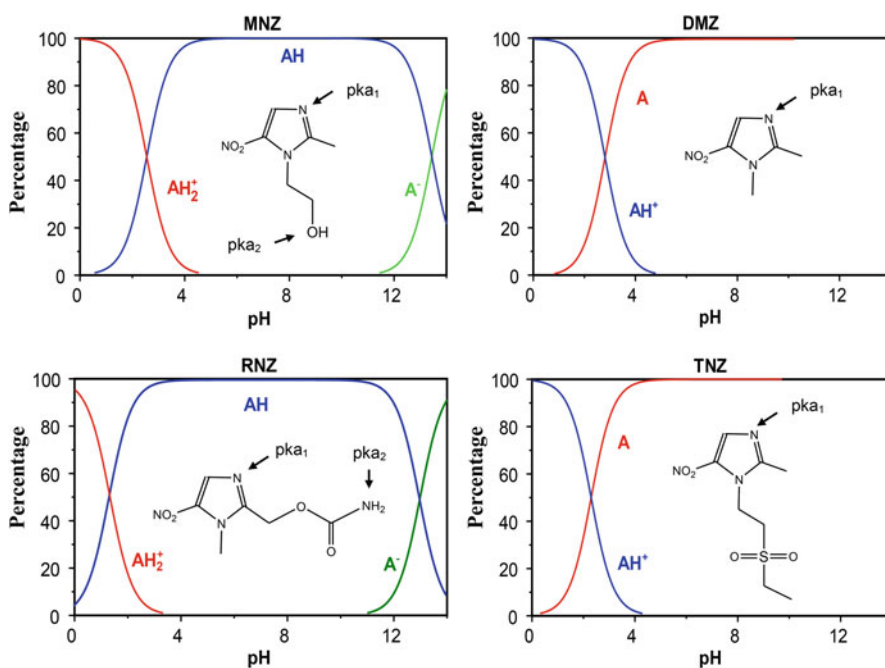 MNZ
100
80
60
40
20
0
Percentage
AH₂⁺
AH
A⁻
pka₁
N
NO₂
N
pka₂
OH
0 4 8 12
pH
DMZ
100
80
60
40
20
0
Percentage
A
AH⁺
pka₁
N
NO₂
N
0 4 8 12
pH
RNZ
100
80
60
40
20
0
Percentage
AH
AH₂⁺
A⁻
pka₁
pka₂
N
O
NH₂
NO₂
N
O
0 4 8 12
pH
TNZ
100
80
60
40
20
0
Percentage
A
AH⁺
pka₁
N
NO₂
N
O S O
0 4 8 12
pH